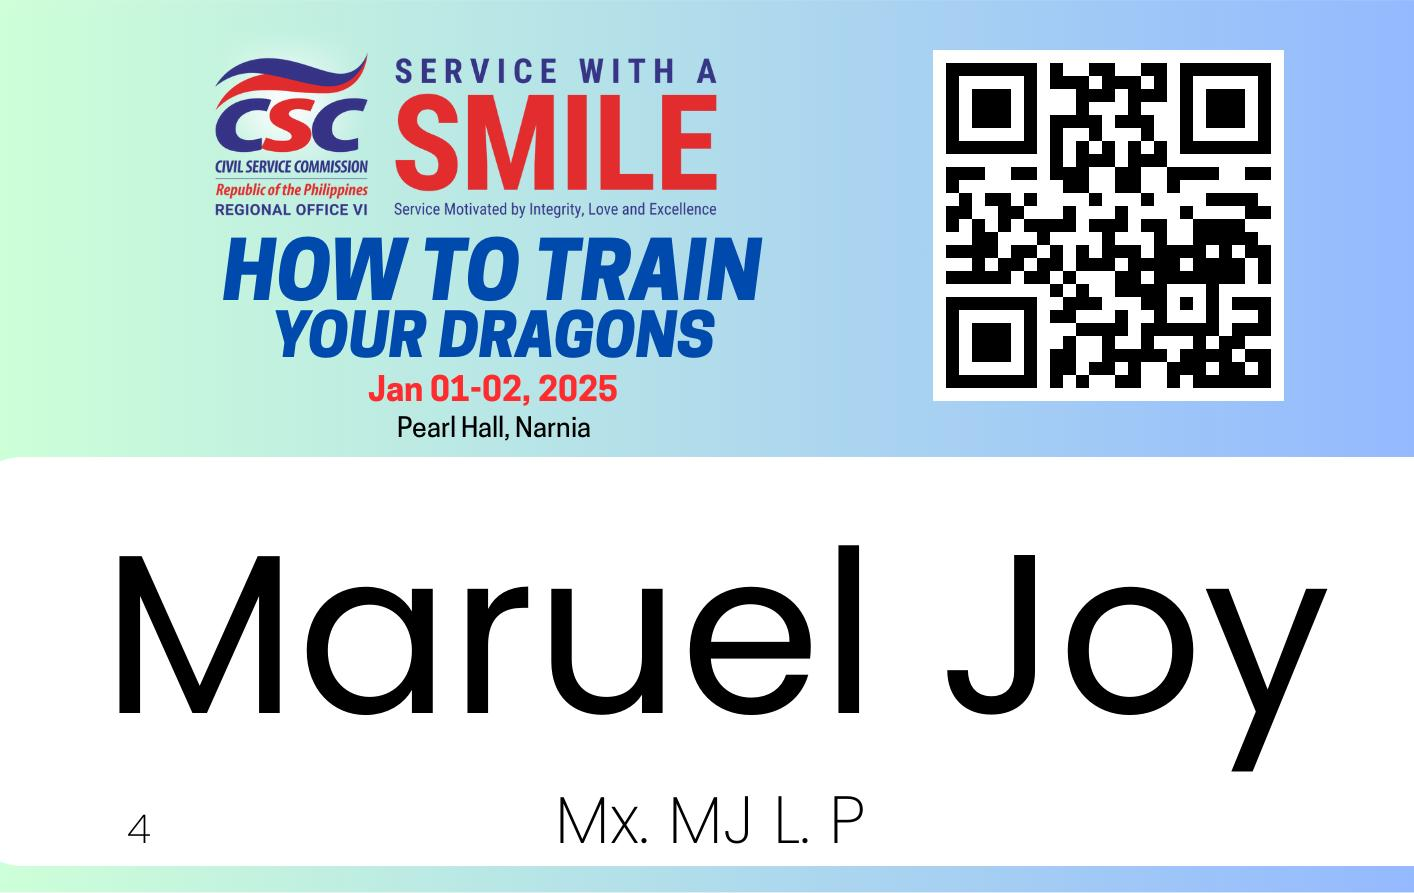 CSC
CIVIL SERVICE COMMISSION
Republic of the Philippines
REGIONAL OFFICE VI
SERVICE WITH A
SMILE
Service Motivated by Integrity, Love and Excellence
HOW TO TRAIN
YOUR DRAGONS
Jan 01-02, 2025
Pearl Hall, Narnia
Maruel Joy
4
Mx. MJ L. P